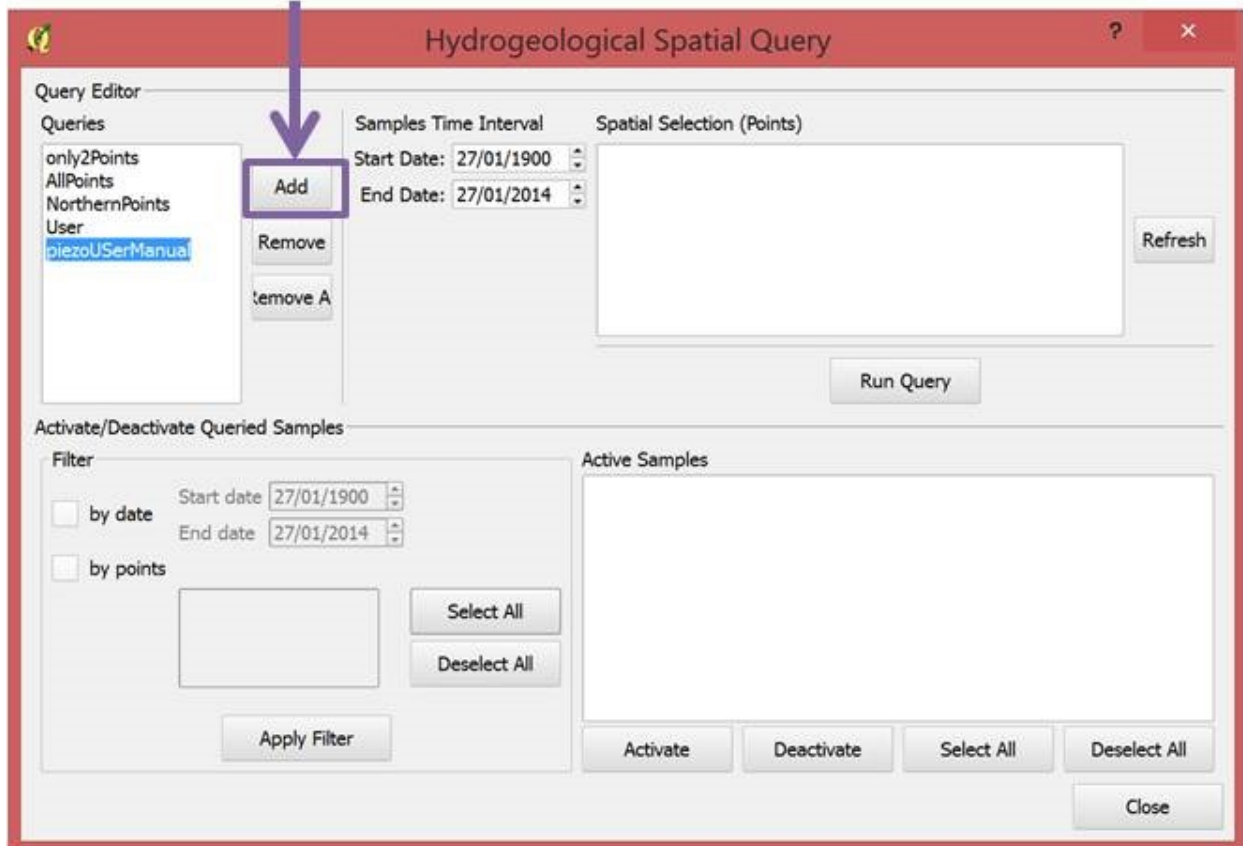 Hydrogeological Spatial Query
?
Query Editor
Queries
only2Points
AllPoints
NorthernPoints
User
piezoUSerManual
Add
Remove
Remove A
Samples Time Interval
Start Date: 27/01/1900
End Date: 27/01/2014
Spatial Selection (Points)
Refresh
Run Query
Activate/Deactivate Queried Samples
Filter
by date
Start date 27/01/1900
End date 27/01/2014
by points
Select All
Deselect All
Apply Filter
Active Samples
Activate Deactivate Select All Deselect All
Close